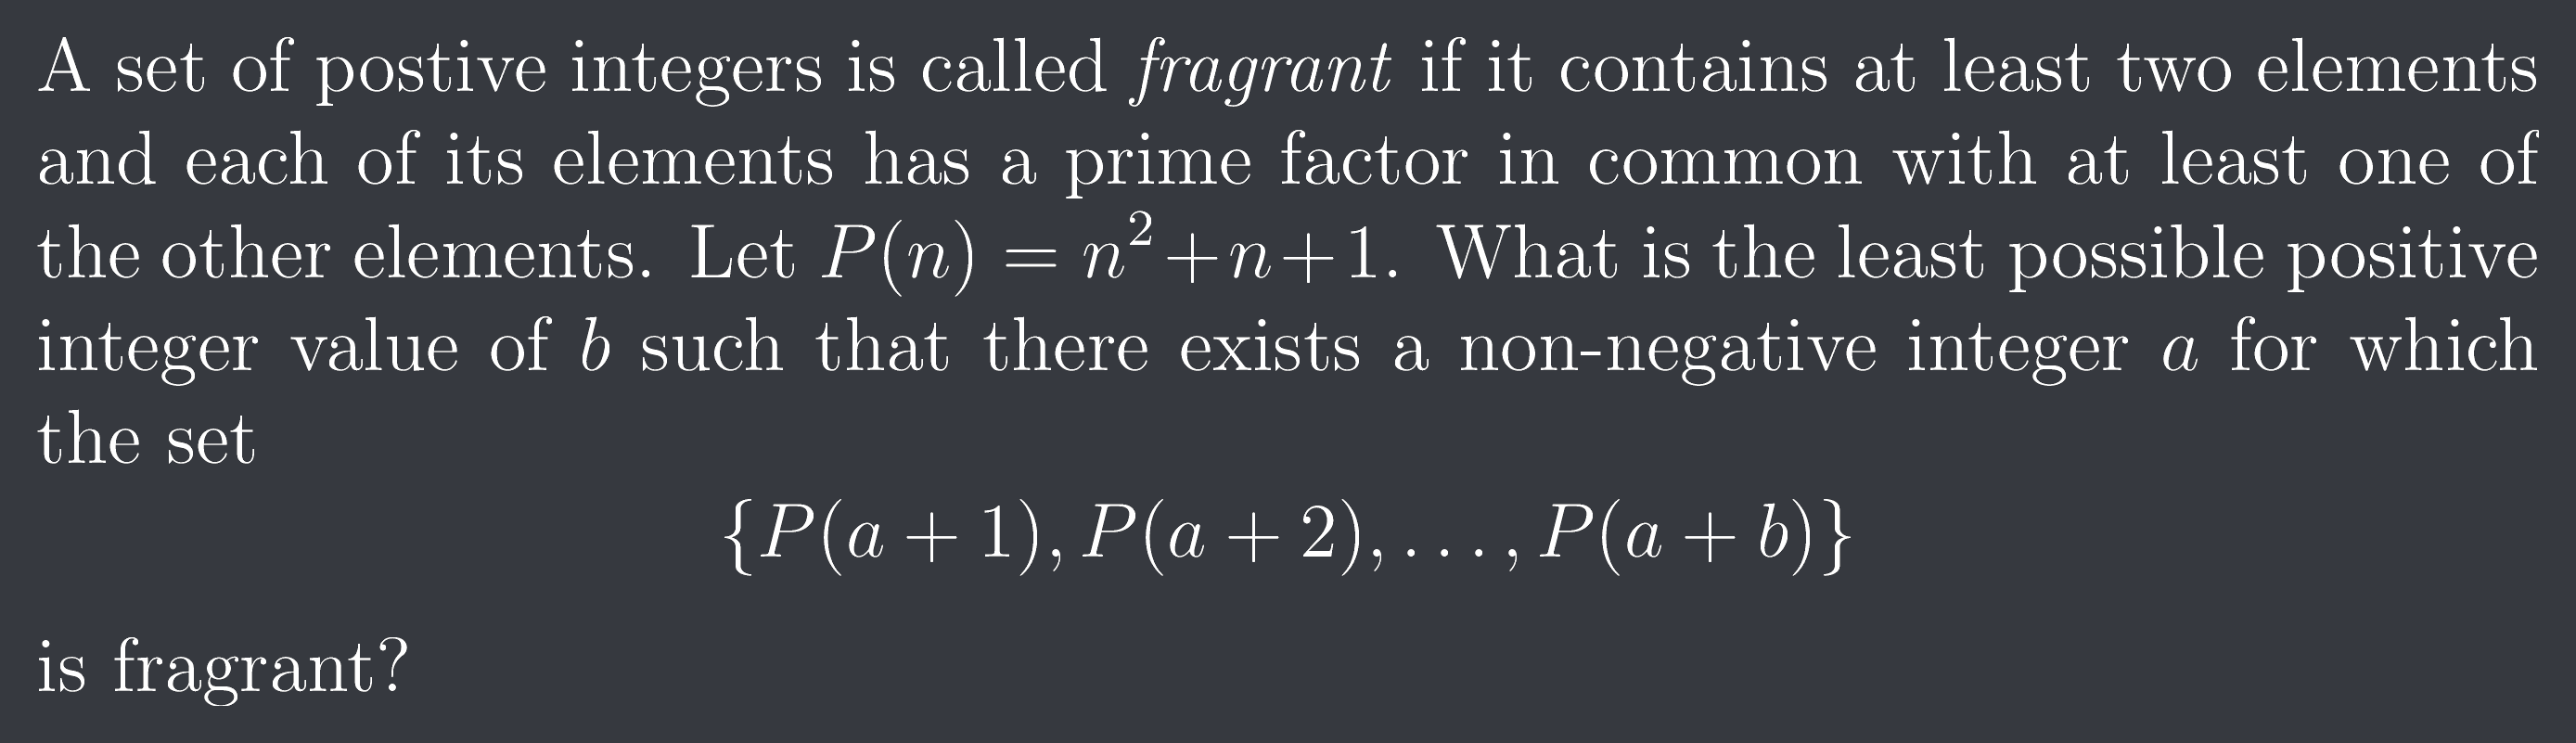 A set of postive integers is called fragrant if it contains at least two elements
and each of its elements has a prime factor in common with at least one of
the other elements. Let P(n) = n² + n + 1. What is the least possible positive
integer value of b such that there exists a non-negative integer a for which
the set
{P(a + 1), P(a + 2), . . . , P(a + b)}
is fragrant?